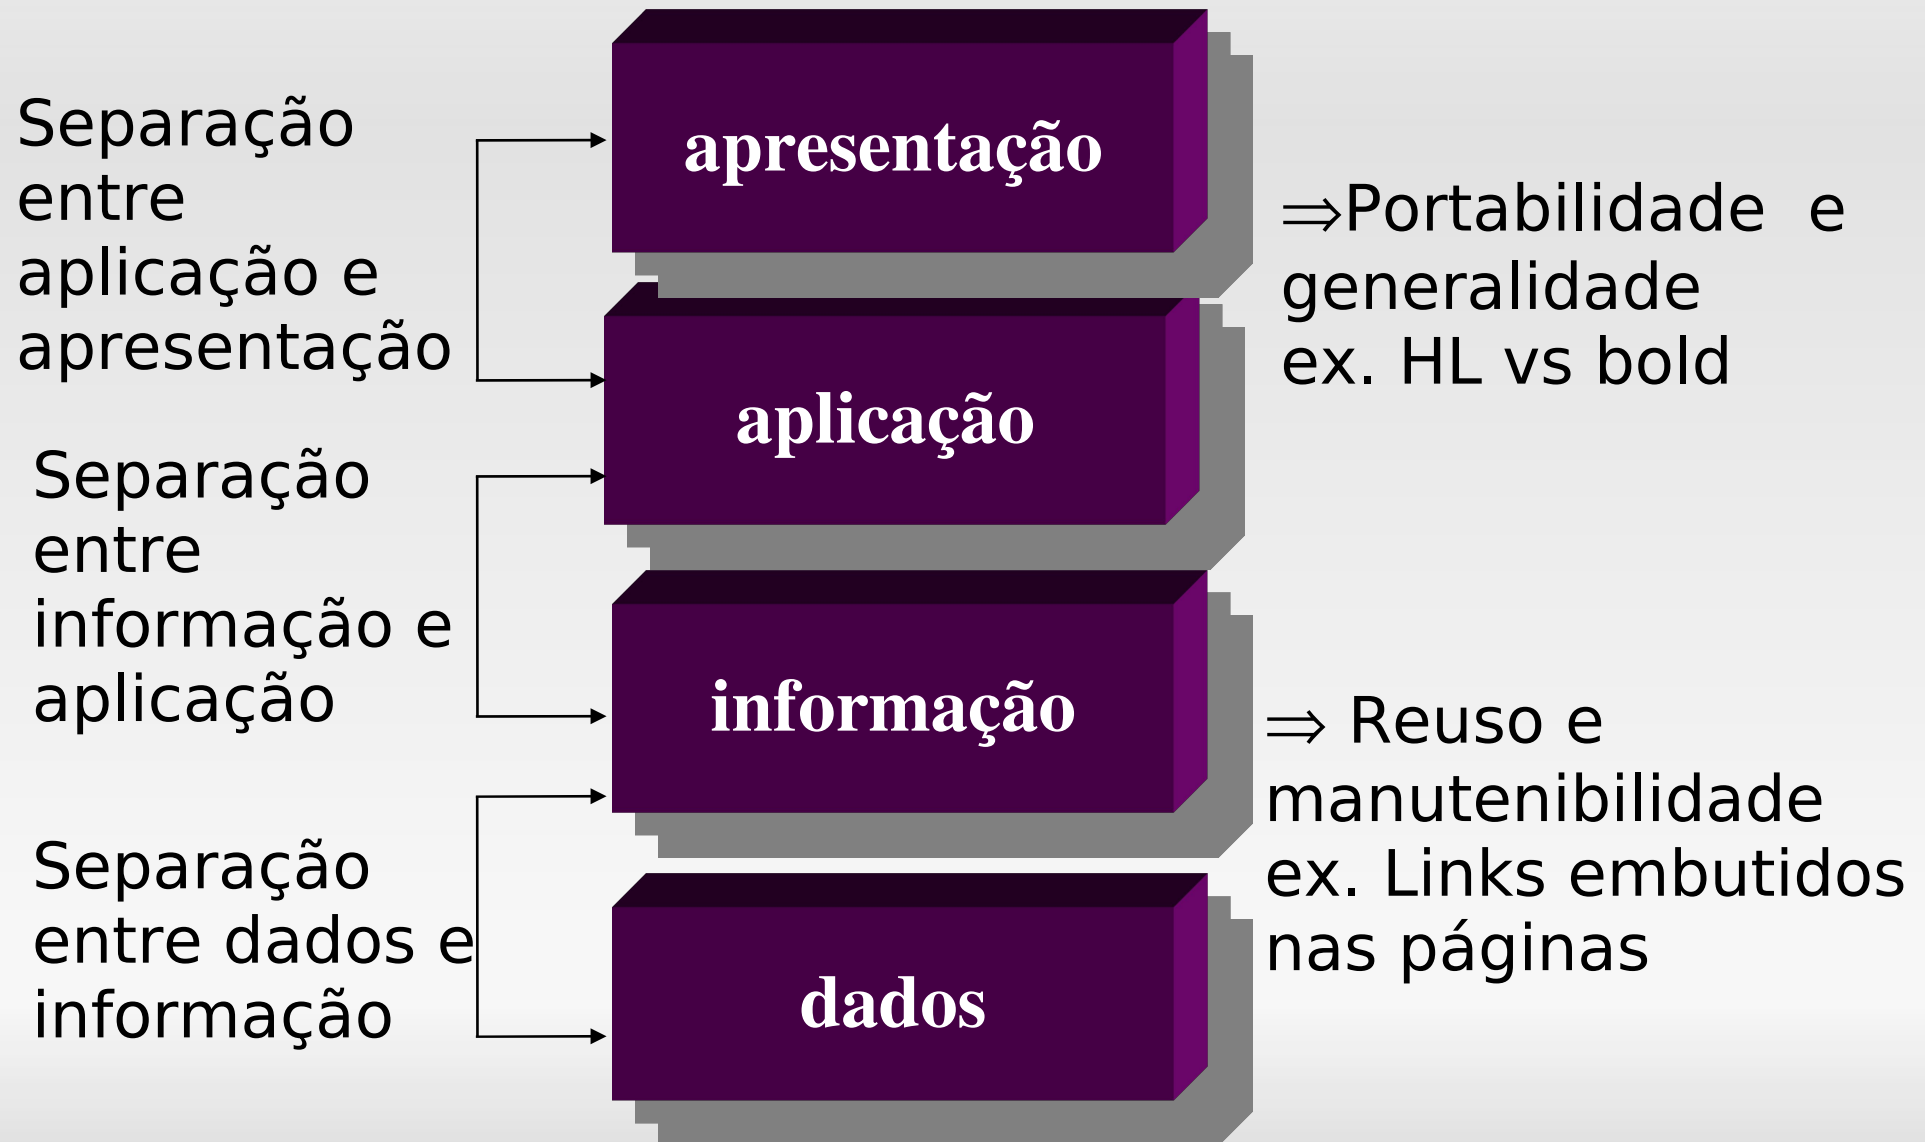 Separação
entre
aplicação e
apresentação
apresentação
⇒Portabilidade e
generalidade
ex. HL vs bold
aplicação
Separação
entre
informação e
aplicação
informação
⇒ Reuso e
manutenibilidade
ex. Links embutidos
nas páginas
Separação
entre dados e
informação
dados